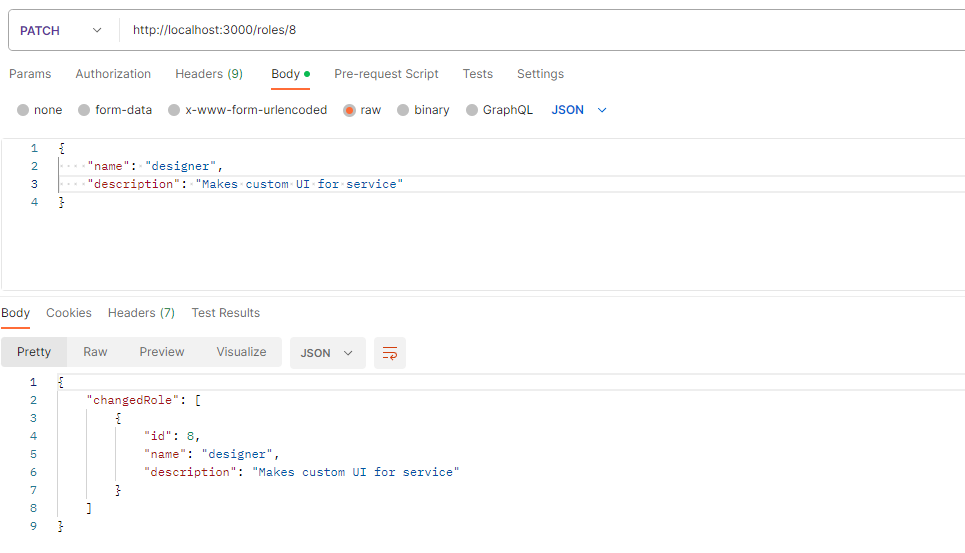 PATCH http://localhost:3000/roles/8
Params Authorization Headers (9) Body Pre-request Script Tests Settings
none form-data x-www-form-urlencoded raw binary GraphQL JSON
1 {
2 ····"name":·"designer",
3 ····"description":·"Makes·custom·UI·for·service"
4 }
Body Cookies Headers (7) Test Results
Pretty Raw Preview Visualize JSON
1 {
2 "changedRole": [
3 {
4 "id": 8,
5 "name": "designer",
6 "description": "Makes custom UI for service"
7 }
8 ]
9 }